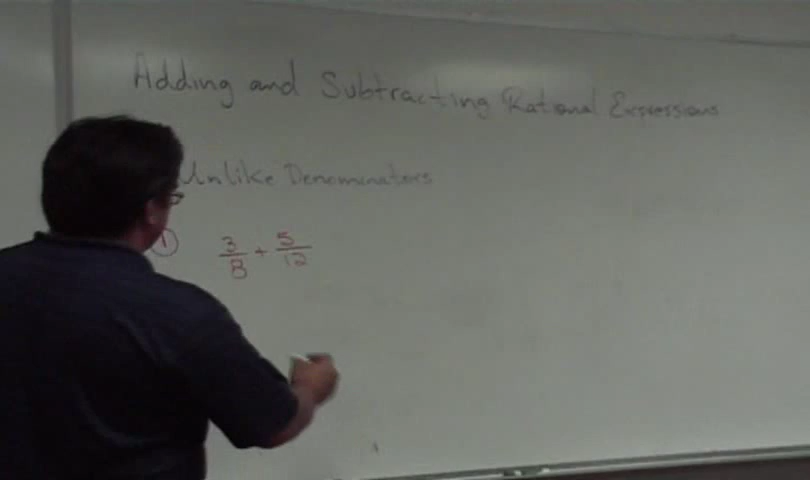 Adding and Subtracting Rational Expressions
Unlike Denominators
① 3/8 + 5/12